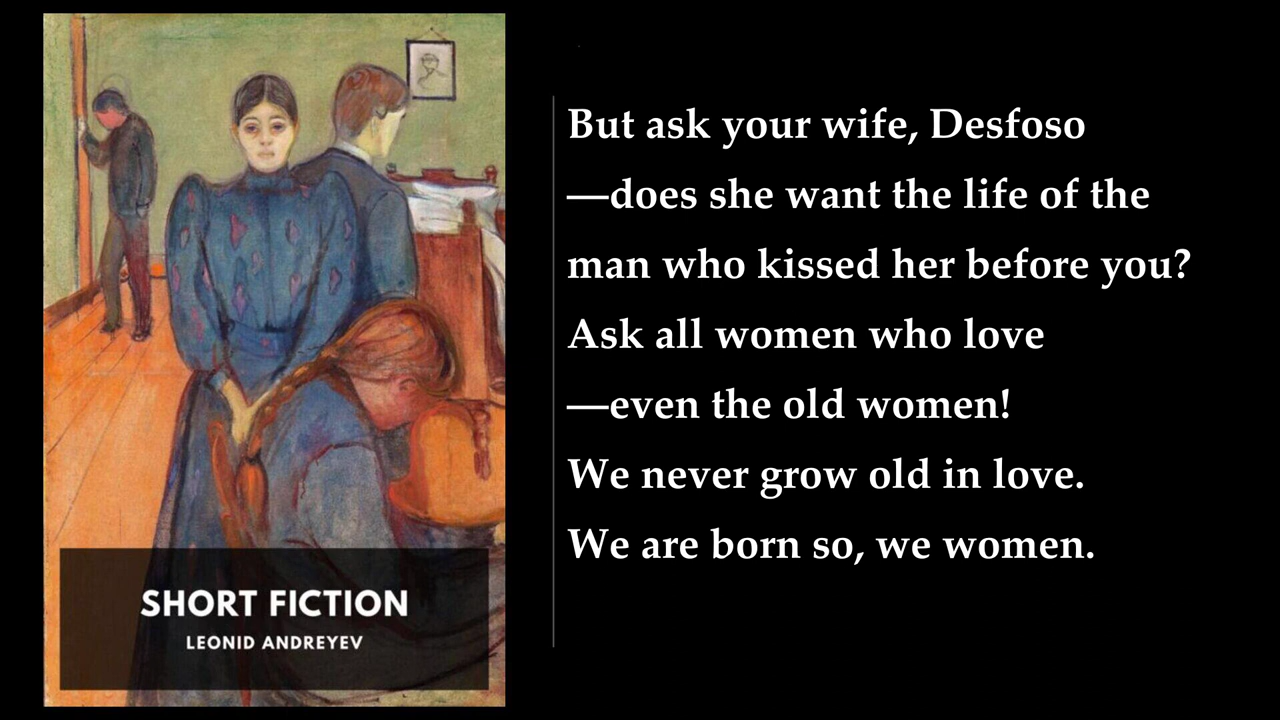 SHORT FICTION
LEONID ANDREYEV
But ask your wife, Desfoso
—does she want the life of the
man who kissed her before you?
Ask all women who love
—even the old women!
We never grow old in love.
We are born so, we women.